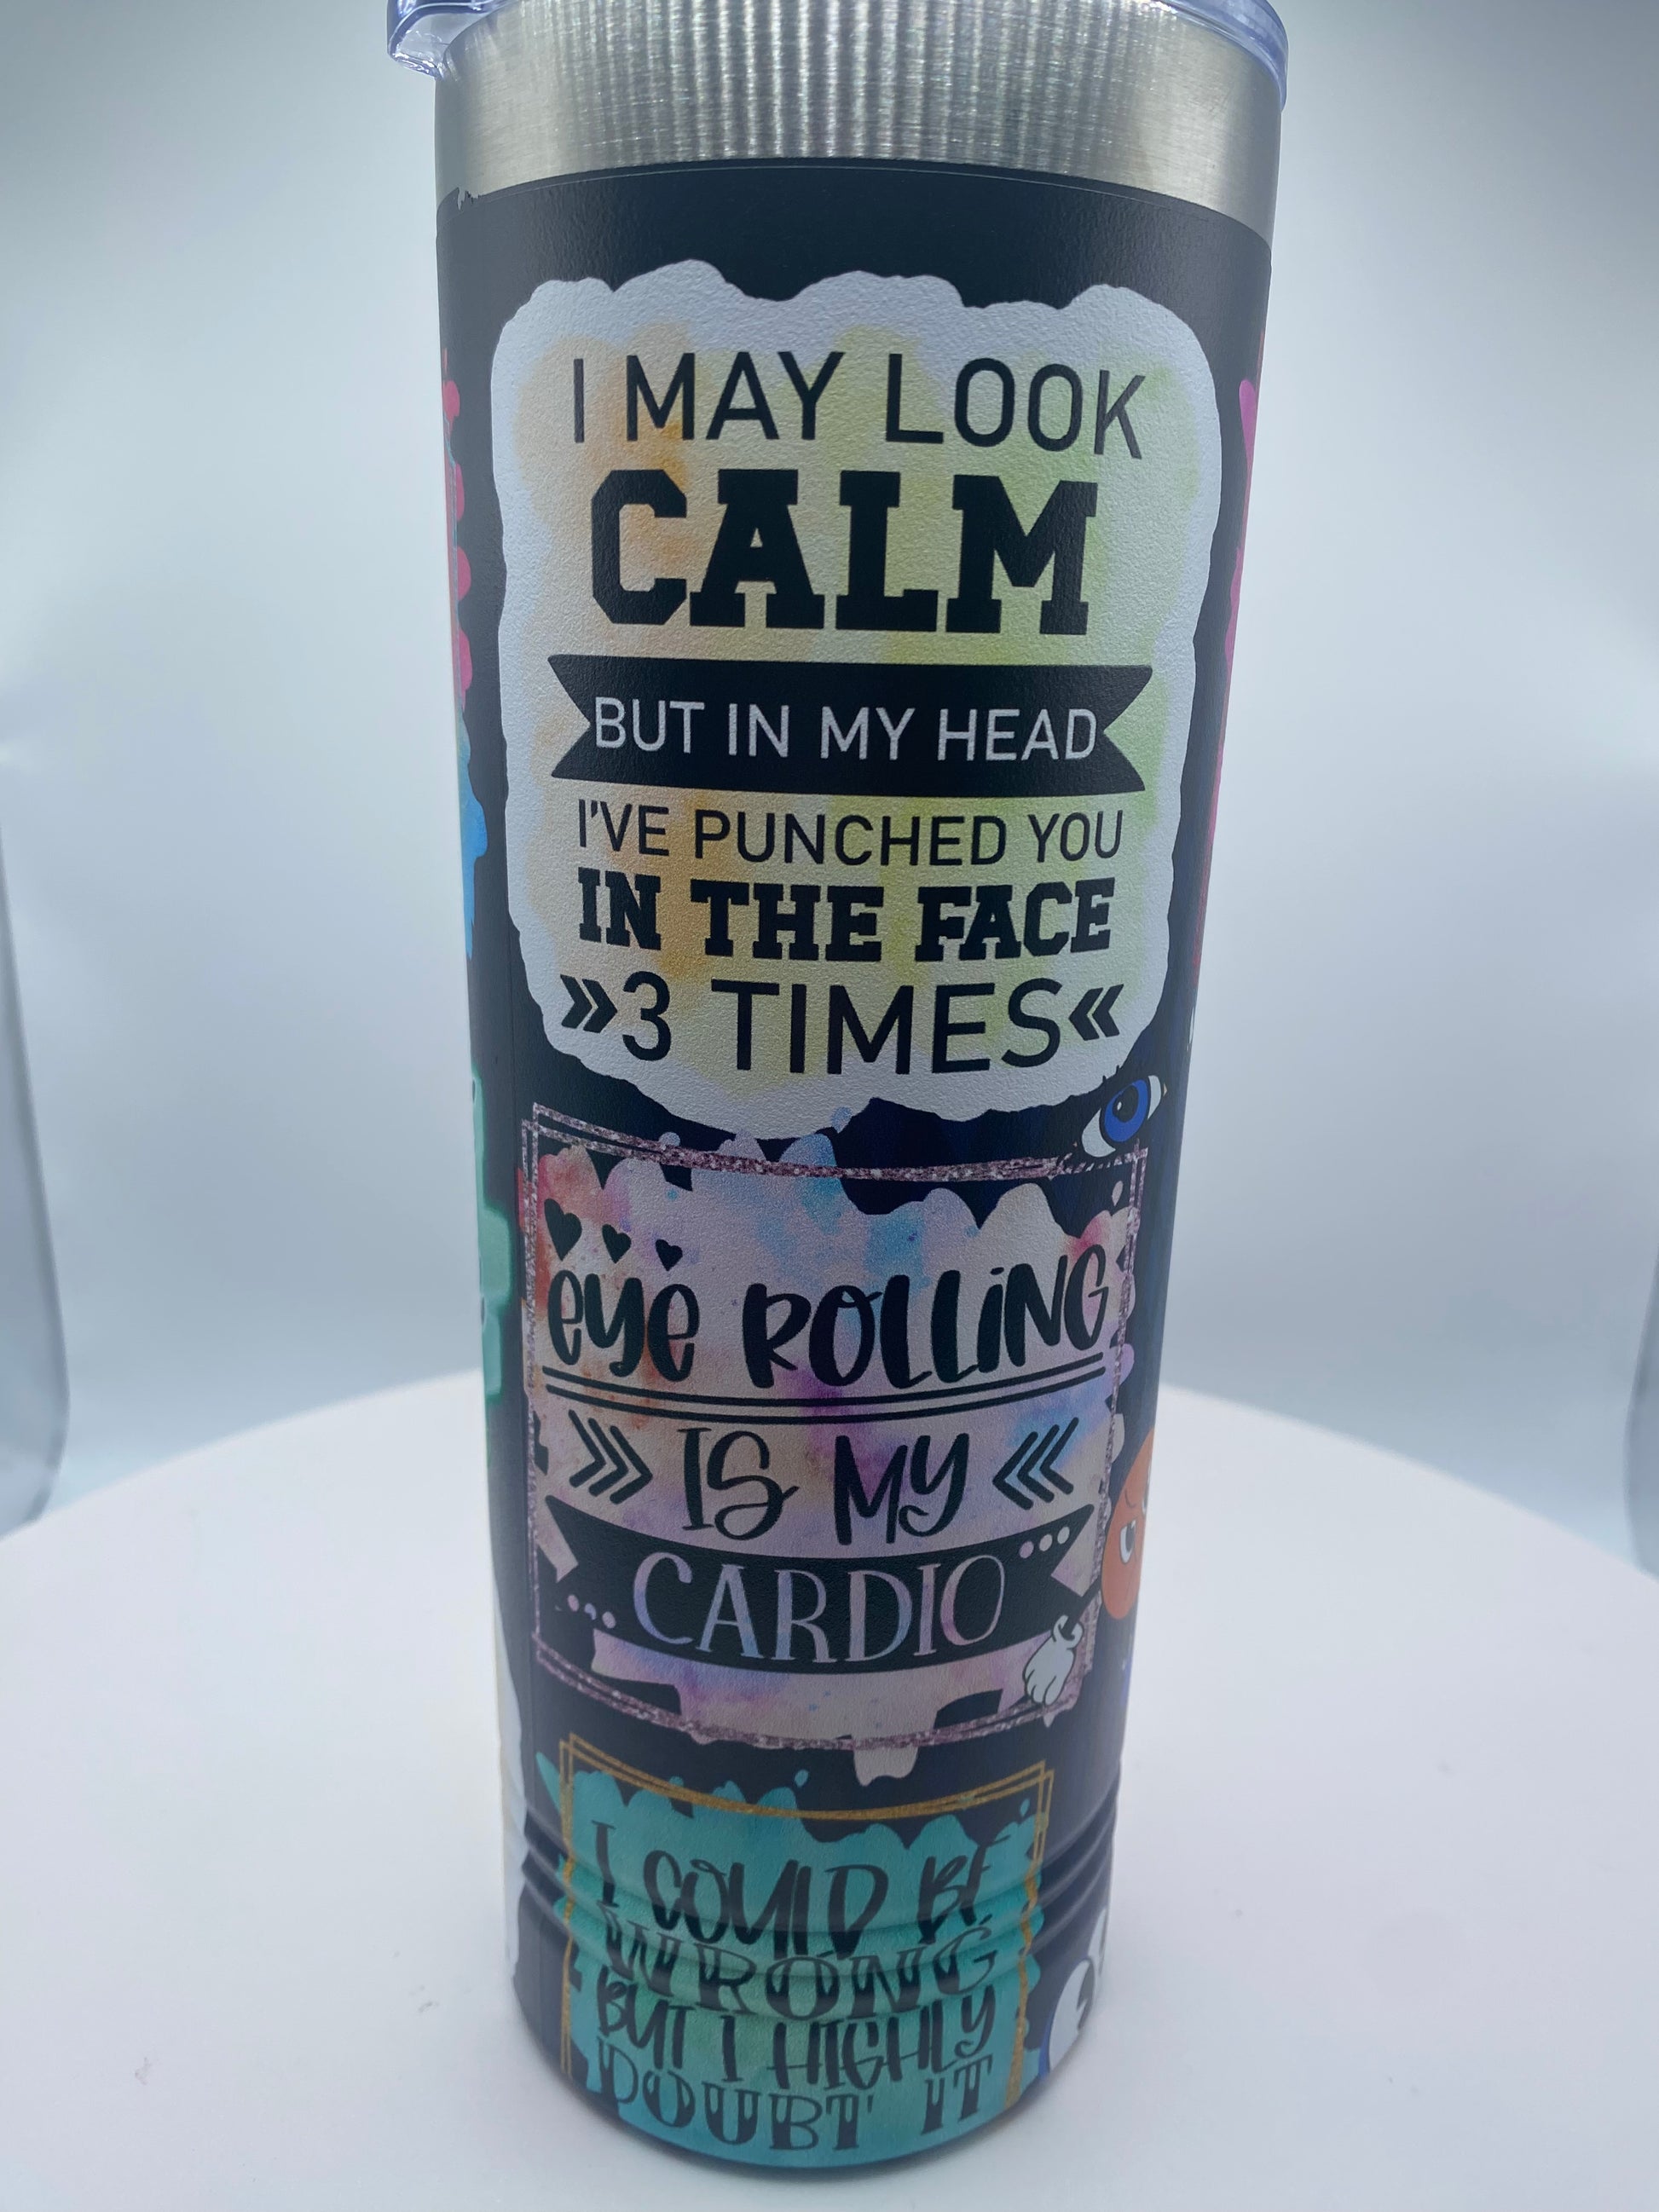 I MAY LOOK
CALM
BUT IN MY HEAD
I'VE PUNCHED YOU
IN THE FACE
»3 TIMES«
eye ROLLiNG
IS MY
CARDIO
I COULD BE
WRONG
BUT I HIGHLY
DOUBT IT